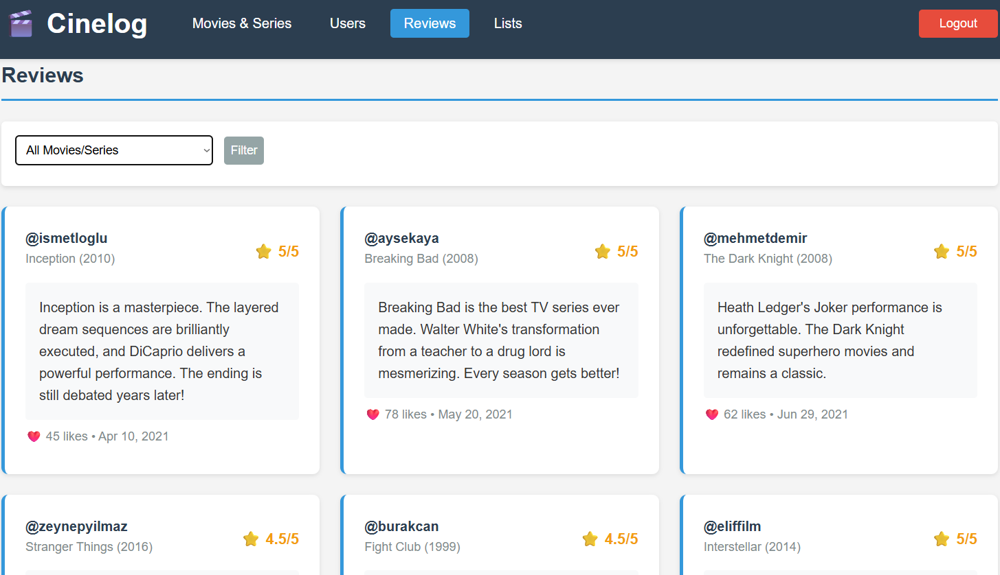 Cinelog
Movies & Series
Users
Reviews
Lists
Logout
Reviews
All Movies/Series
Filter
@ismetloglu
Inception (2010)
5/5
Inception is a masterpiece. The layered
dream sequences are brilliantly
executed, and DiCaprio delivers a
powerful performance. The ending is
still debated years later!
45 likes • Apr 10, 2021
@aysekaya
Breaking Bad (2008)
5/5
Breaking Bad is the best TV series ever
made. Walter White's transformation
from a teacher to a drug lord is
mesmerizing. Every season gets better!
78 likes • May 20, 2021
@mehmetdemir
The Dark Knight (2008)
5/5
Heath Ledger's Joker performance is
unforgettable. The Dark Knight
redefined superhero movies and
remains a classic.
62 likes • Jun 29, 2021
@zeynepyilmaz
Stranger Things (2016)
4.5/5
@burakcan
Fight Club (1999)
4.5/5
@eliffilm
Interstellar (2014)
5/5